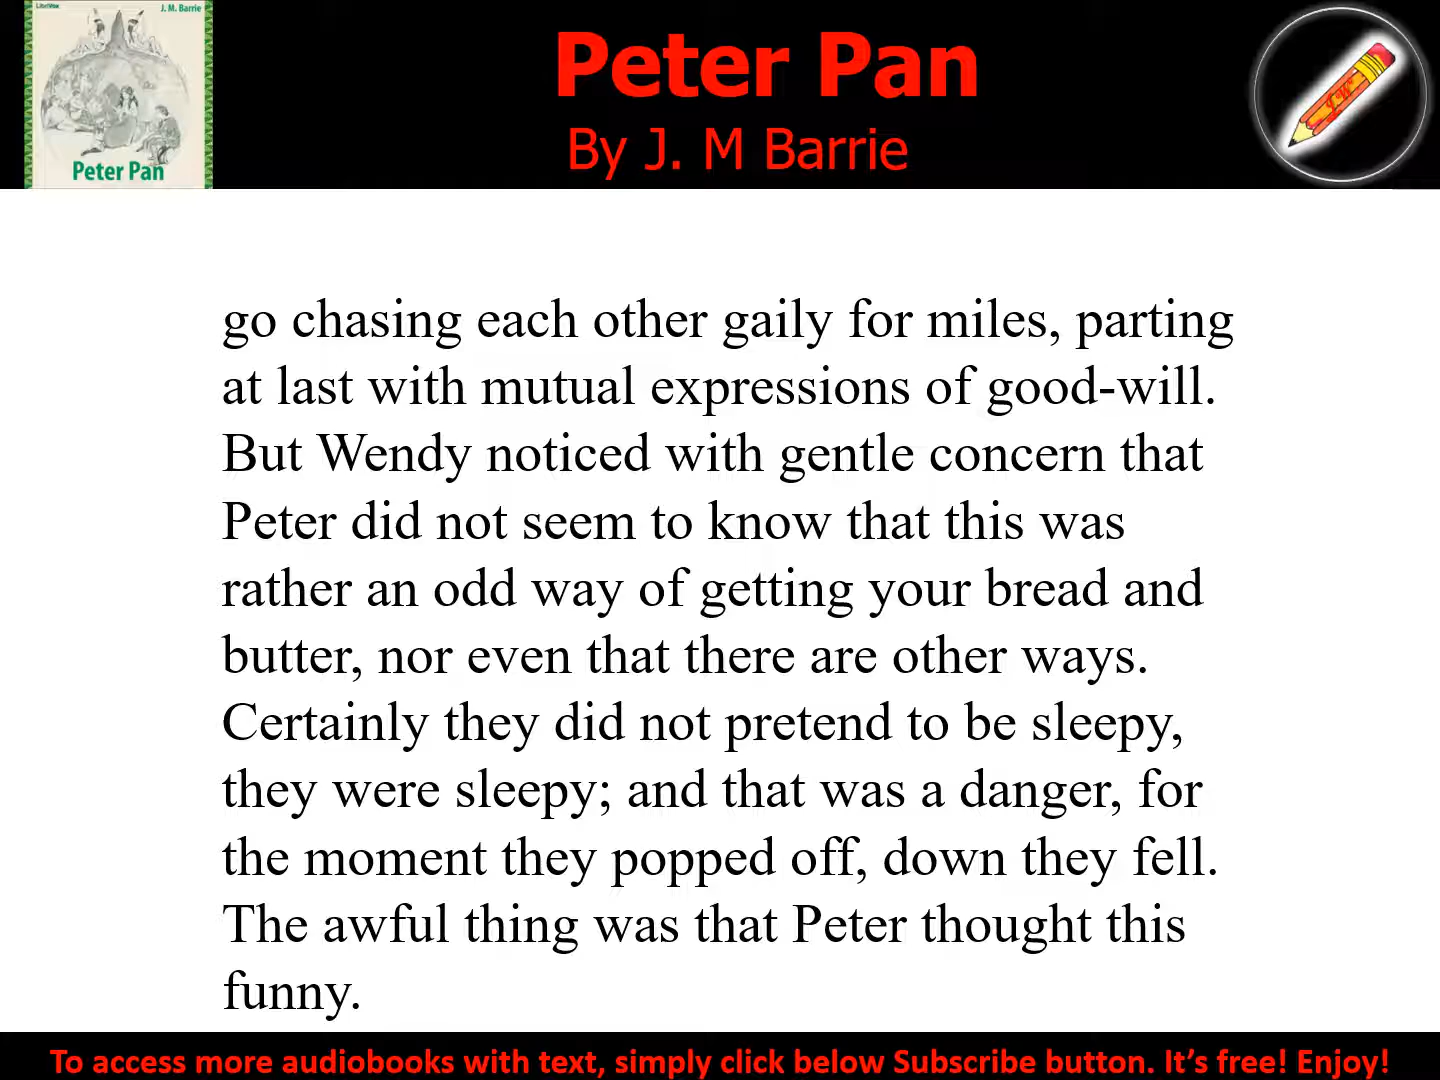 LibriVox
J. M. Barrie
Peter Pan
Peter Pan
By J. M Barrie
J.W
go chasing each other gaily for miles, parting
at last with mutual expressions of good-will.
But Wendy noticed with gentle concern that
Peter did not seem to know that this was
rather an odd way of getting your bread and
butter, nor even that there are other ways.
Certainly they did not pretend to be sleepy,
they were sleepy; and that was a danger, for
the moment they popped off, down they fell.
The awful thing was that Peter thought this
funny.
To access more audiobooks with text, simply click below Subscribe button. It’s free! Enjoy!